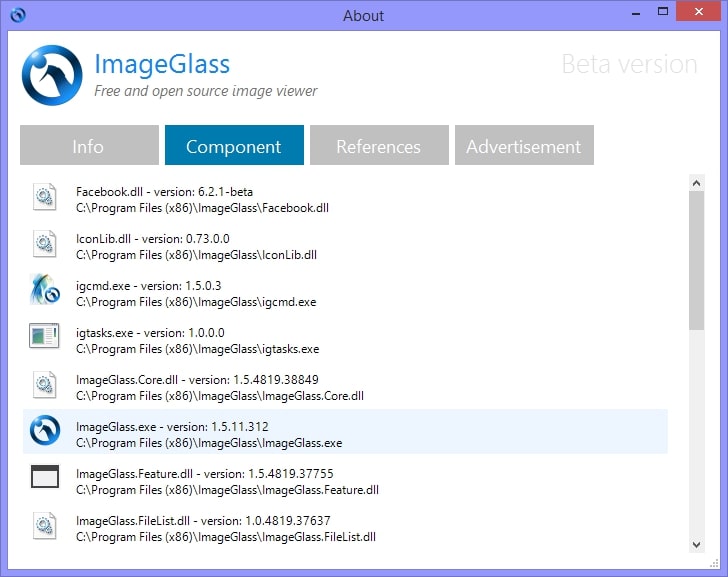 About
ImageGlass
Beta version
Free and open source image viewer
Info
Component
References
Advertisement
Facebook.dll - version: 6.2.1-beta
C:\Program Files (x86)\ImageGlass\Facebook.dll
IconLib.dll - version: 0.73.0.0
C:\Program Files (x86)\ImageGlass\IconLib.dll
igcmd.exe - version: 1.5.0.3
C:\Program Files (x86)\ImageGlass\igcmd.exe
igtasks.exe - version: 1.0.0.0
C:\Program Files (x86)\ImageGlass\igtasks.exe
ImageGlass.Core.dll - version: 1.5.4819.38849
C:\Program Files (x86)\ImageGlass\ImageGlass.Core.dll
ImageGlass.exe - version: 1.5.11.312
C:\Program Files (x86)\ImageGlass\ImageGlass.exe
ImageGlass.Feature.dll - version: 1.5.4819.37755
C:\Program Files (x86)\ImageGlass\ImageGlass.Feature.dll
ImageGlass.FileList.dll - version: 1.0.4819.37637
C:\Program Files (x86)\ImageGlass\ImageGlass.FileList.dll